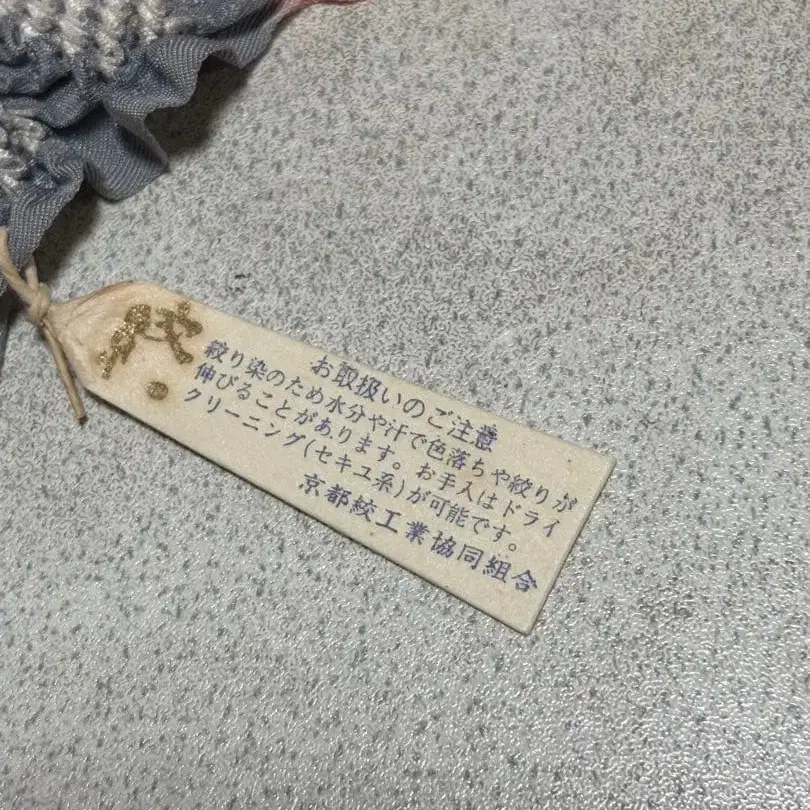 絞
お取扱いのご注意
絞り染のため水分や汗で色落ちや絞りが
伸びることがあります。お手入はドライ
クリーニング(セキユ系)が可能です。
京都絞工業協同組合